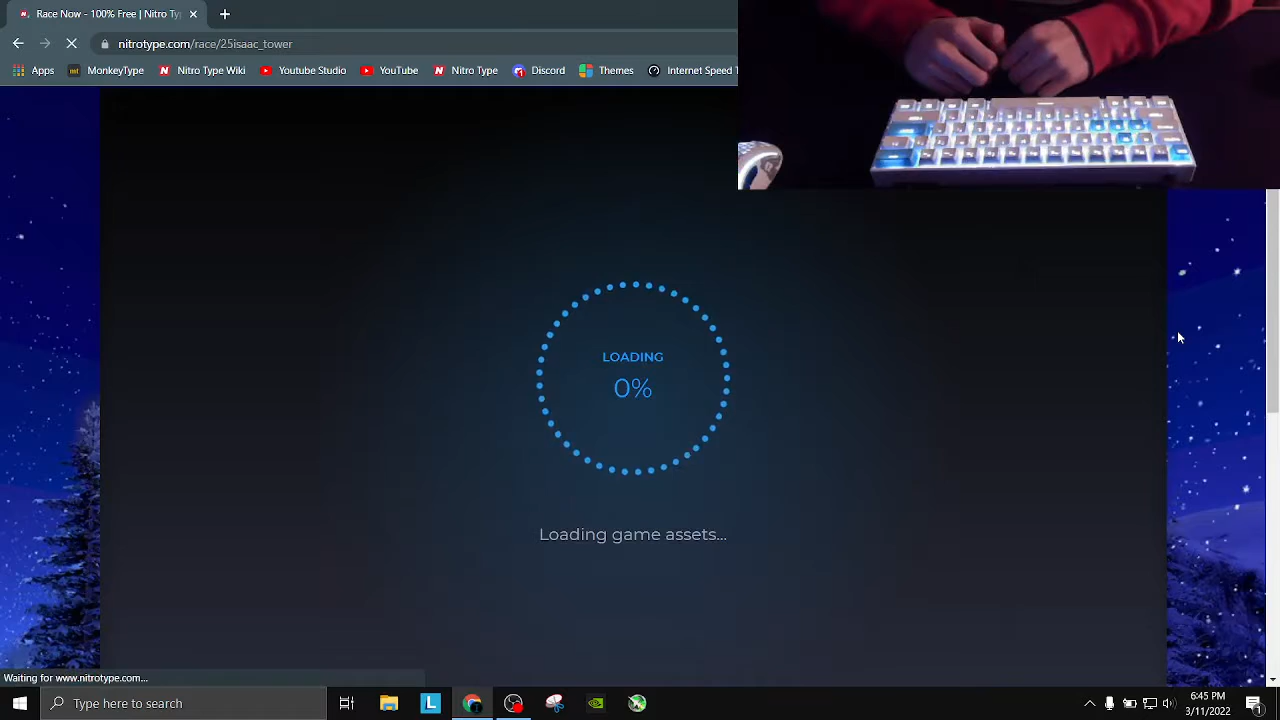 Race Now - 100% | Nitro Ty
nitrotype.com/race/25isaac_tower
Apps
mt
MonkeyType
N
Nitro Type Wiki
Youtube Studio
YouTube
N
Nitro Type
Discord
Themes
Internet Speed T
LOADING
0%
Loading game assets...
Waiting for www.nitrotype.com...
Type here to search
L
6:45 PM
3/11/2022